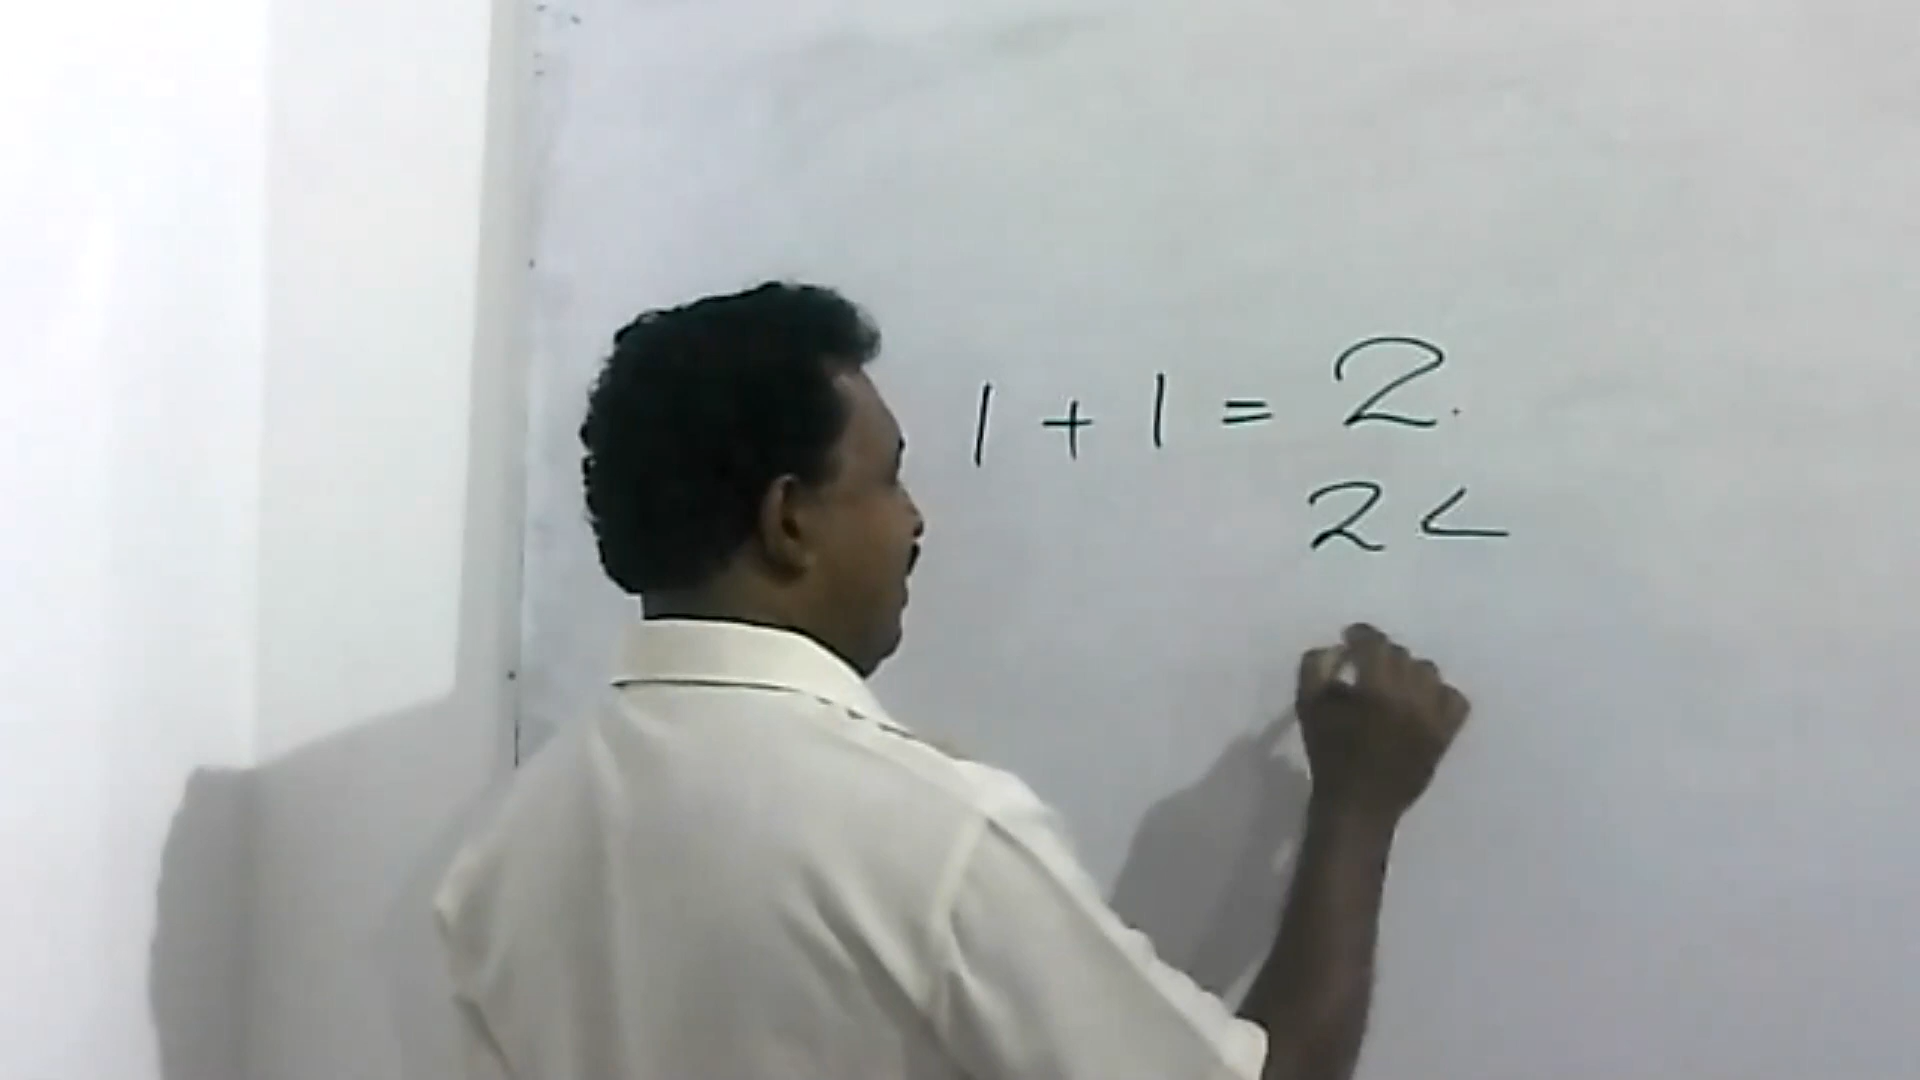 1 + 1 = 2.
2 <